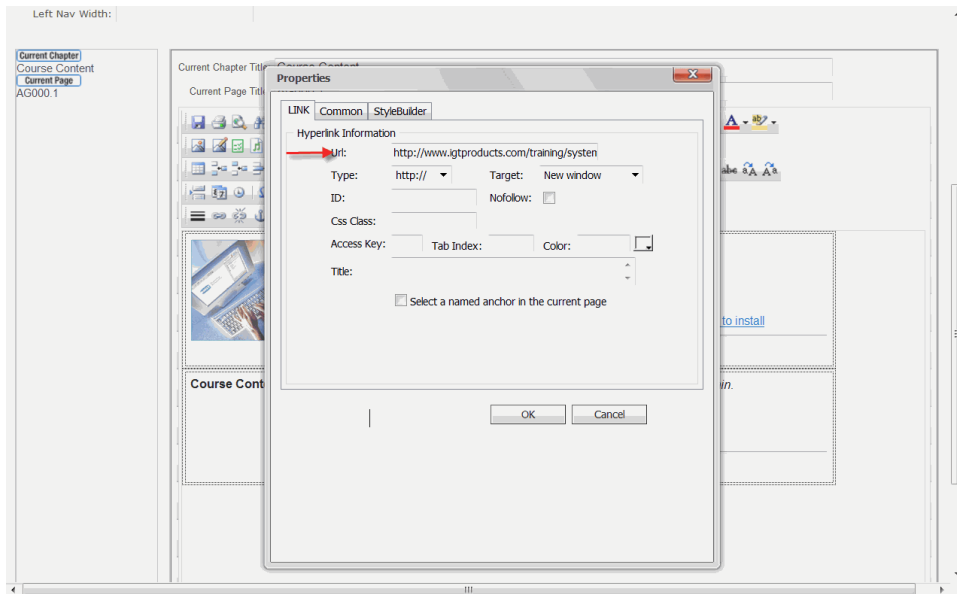 Left Nav Width:
Current Chapter
Course Content
Current Page
AG000.1
Current Chapter Title
Current Page Title
Properties
LINK Common StyleBuilder
Hyperlink Information
Url: http://www.igtproducts.com/training/system
Type: http:// Target: New window
ID: Nofollow:
Css Class:
Access Key: Tab Index: Color:
Title:
Select a named anchor in the current page
to install
Course Cont in.
OK Cancel